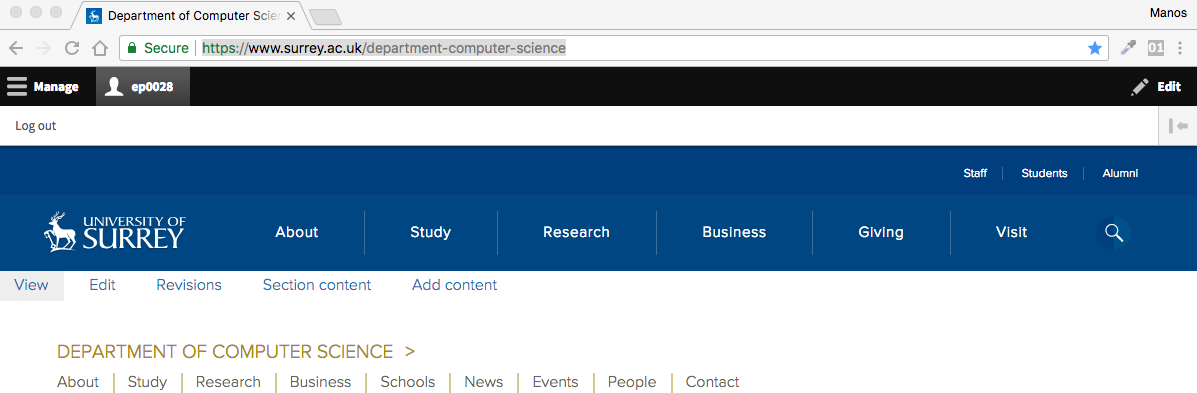 Department of Computer Scien
Manos
Secure https://www.surrey.ac.uk/department-computer-science
01
Manage ep0028 Edit
Log out
Staff Students Alumni
UNIVERSITY OF
SURREY
About Study Research Business Giving Visit
View Edit Revisions Section content Add content
DEPARTMENT OF COMPUTER SCIENCE >
About Study Research Business Schools News Events People Contact